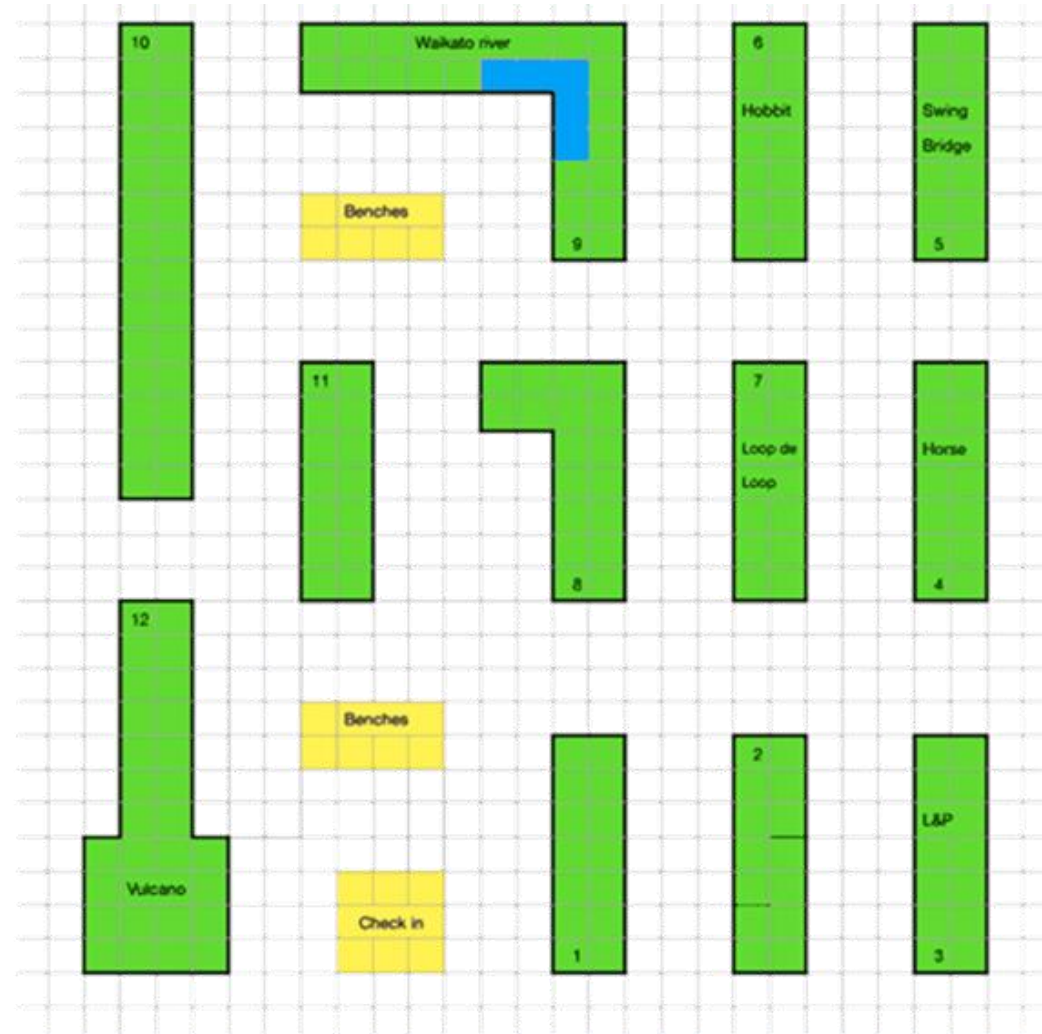 10
Waikato river
6
Hobbit
Swing
Bridge
Benches
9
5
11
7
Loop de
Loop
Horse
8
4
12
Benches
2
L&P
Vulcano
Check in
1
3